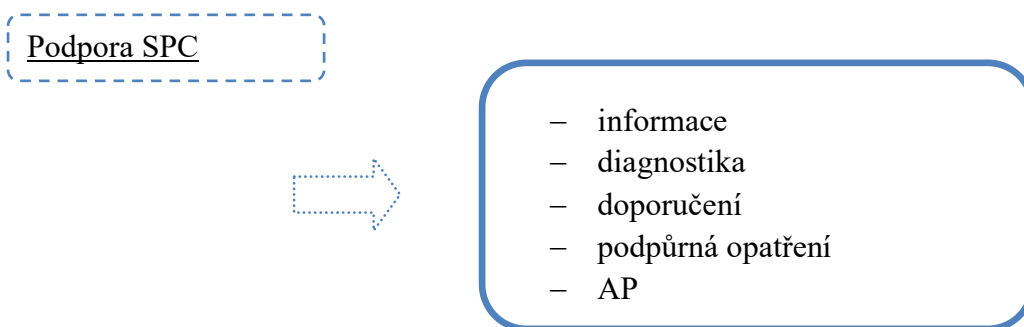 Podpora SPC
– informace
– diagnostika
– doporučení
– podpůrná opatření
– AP